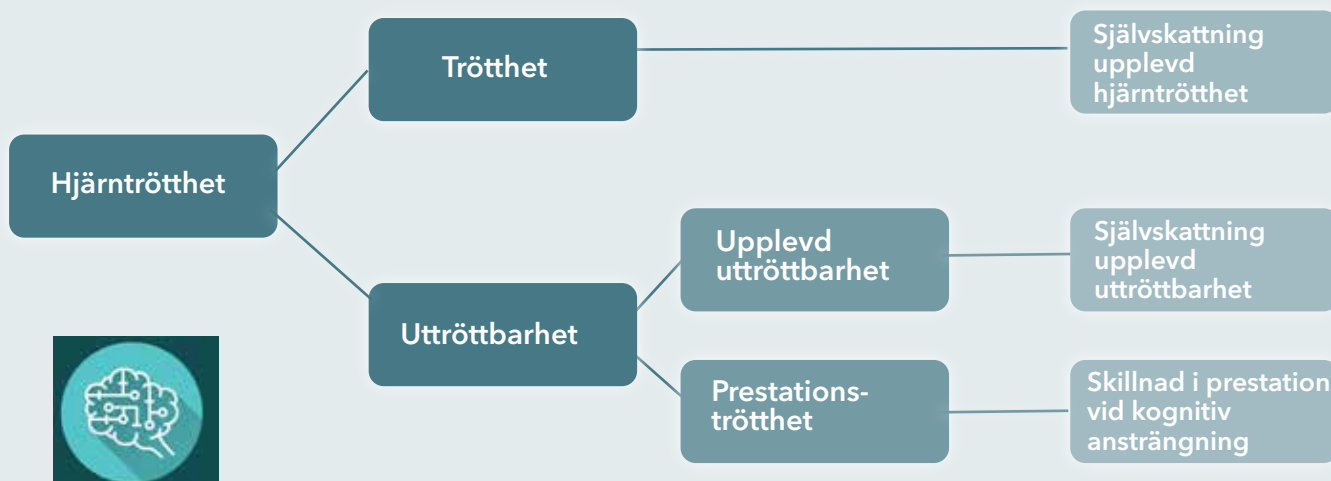 Hjärntrötthet
Trötthet
Självskattning
upplevd
hjärntrötthet
Uttröttbarhet
Upplevd
uttröttbarhet
Självskattning
upplevd
uttröttbarhet
Prestations-
trötthet
Skillnad i prestation
vid kognitiv
ansträngning